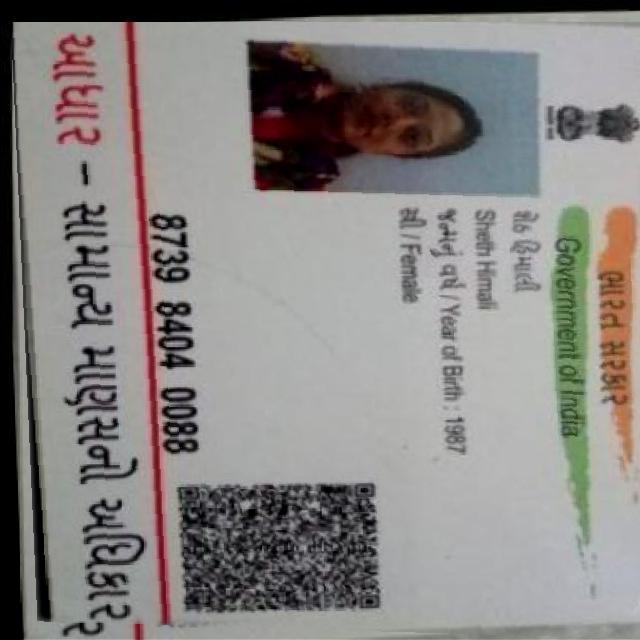 ભારત સરકાર
Government of India
શેઠ હિમાલી
Sheth Himali
જન્મનું વર્ષ / Year of Birth : 1987
સ્ત્રી / Female
8739 8404 0088
આધાર – સામાન્ય માણસનો અધિકાર